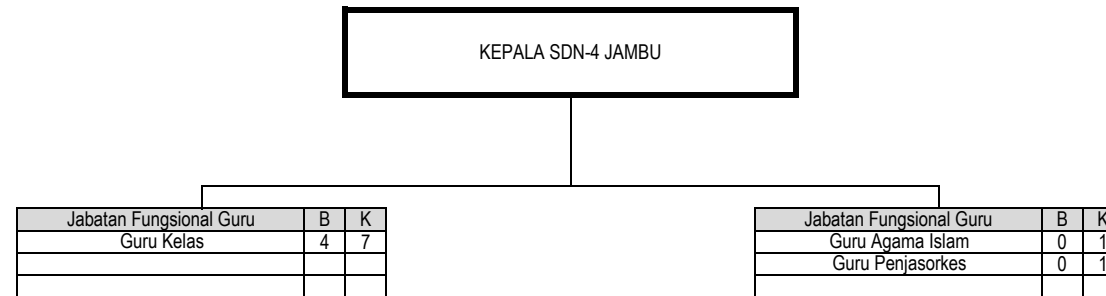 KEPALA SDN-4 JAMBU
Jabatan Fungsional Guru B K
Guru Kelas 4 7
Jabatan Fungsional Guru B K
Guru Agama Islam 0 1
Guru Penjasorkes 0 1